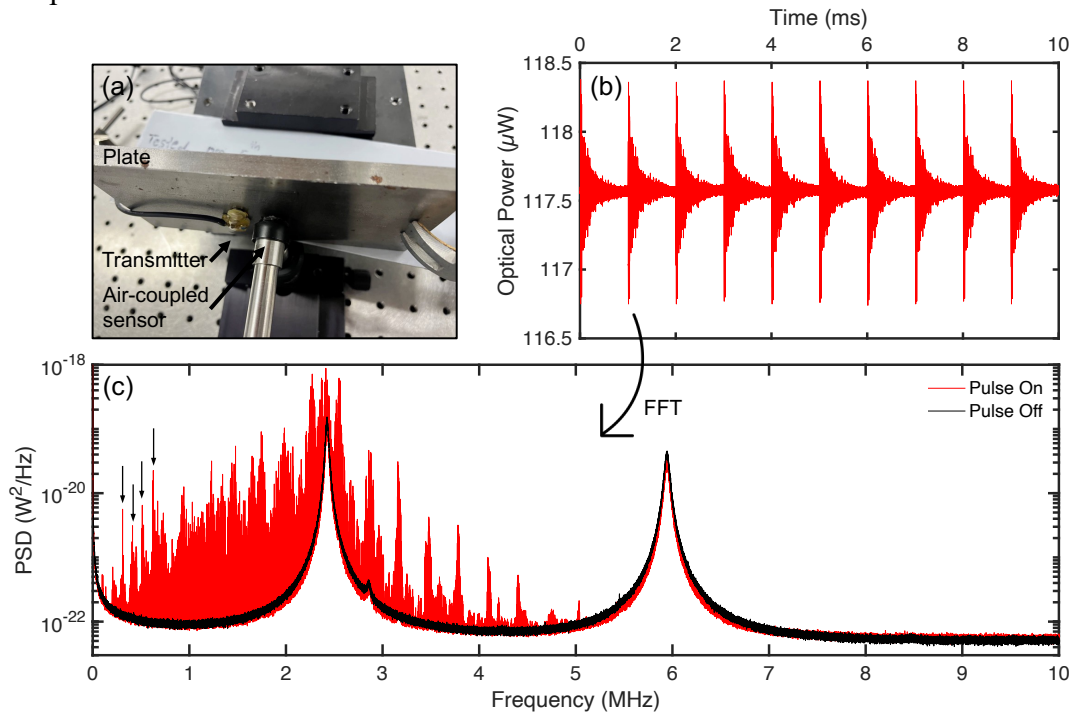 Time (ms)
0 2 4 6 8 10
(a)
Plate
Transmitter
Air-coupled
sensor
Tested
(b)
118.5
118
117.5
117
116.5
Optical Power (μW)
FFT
(c)
Pulse On
Pulse Off
10⁻¹⁸
10⁻²⁰
10⁻²²
PSD (W²/Hz)
0 1 2 3 4 5 6 7 8 9 10
Frequency (MHz)